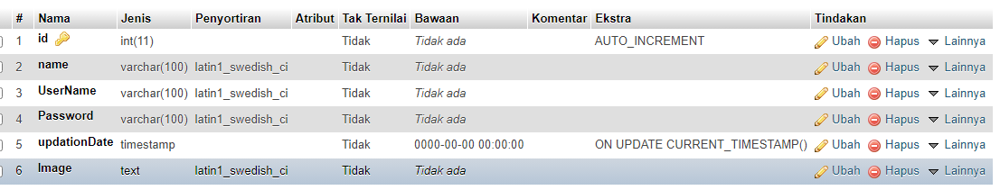 # Nama Jenis Penyortiran Atribut Tak Ternilai Bawaan Komentar Ekstra Tindakan
1 id int(11) Tidak Tidak ada AUTO_INCREMENT Ubah Hapus Lainnya
2 name varchar(100) latin1_swedish_ci Tidak Tidak ada Ubah Hapus Lainnya
3 UserName varchar(100) latin1_swedish_ci Tidak Tidak ada Ubah Hapus Lainnya
4 Password varchar(100) latin1_swedish_ci Tidak Tidak ada Ubah Hapus Lainnya
5 updationDate timestamp Tidak 0000-00-00 00:00:00 ON UPDATE CURRENT_TIMESTAMP() Ubah Hapus Lainnya
6 Image text latin1_swedish_ci Tidak Tidak ada Ubah Hapus Lainnya